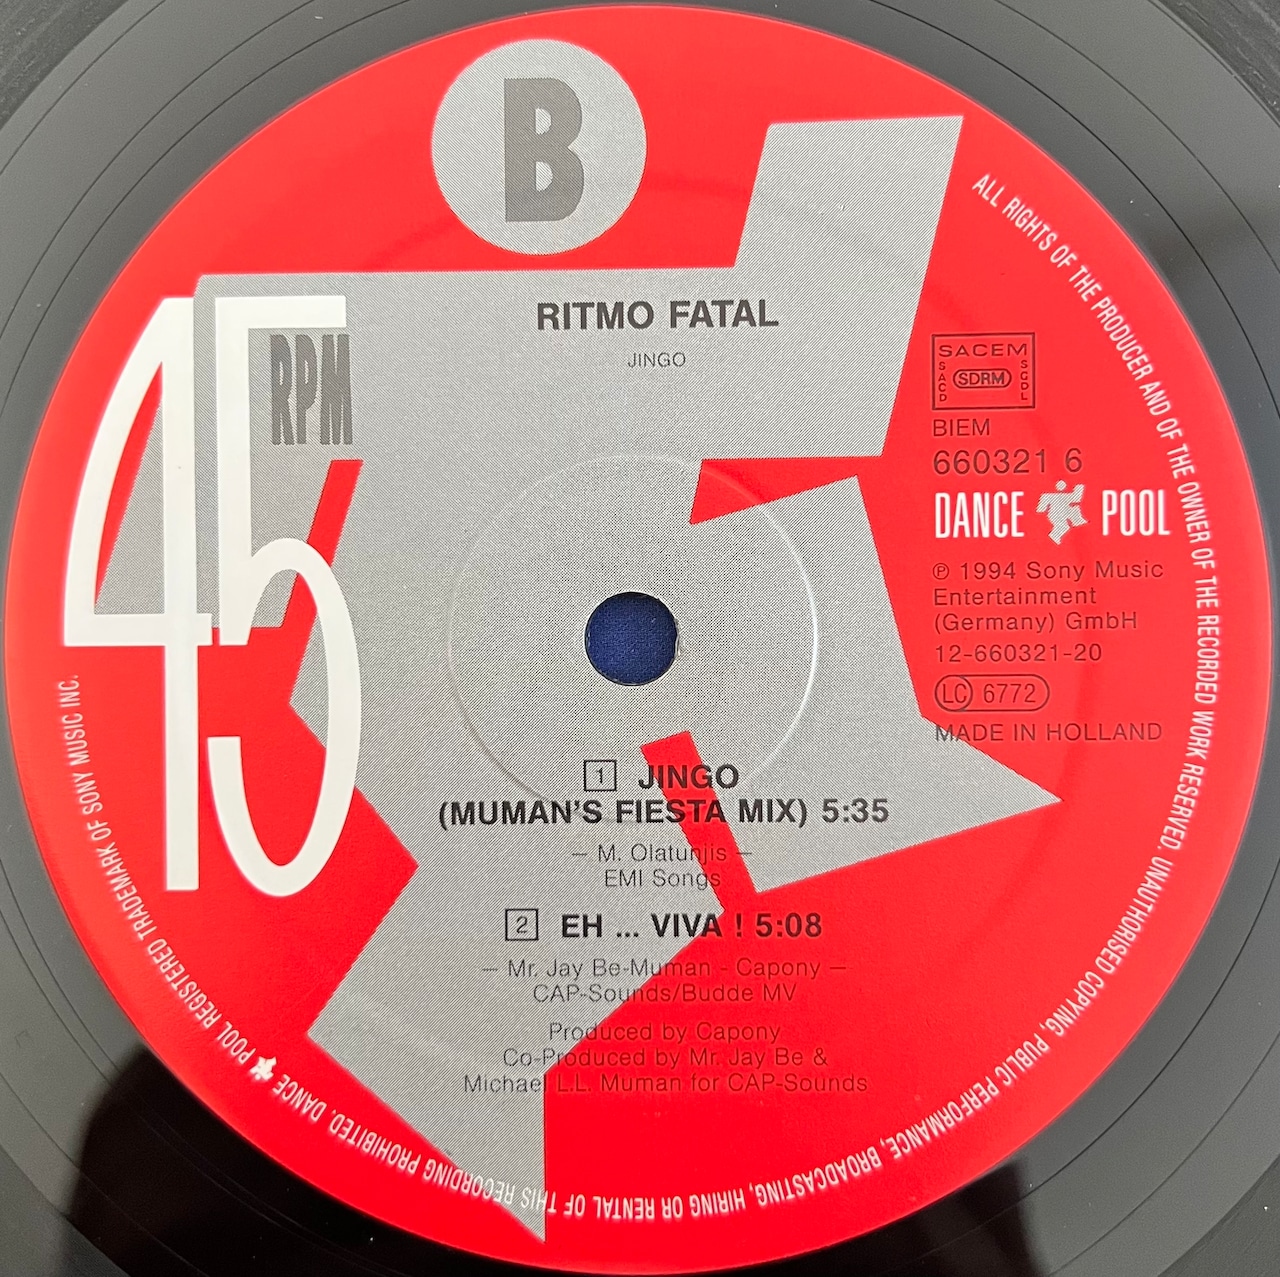 B
RITMO FATAL
JINGO
45
RPM
SACEM
SACD
SDRM
SGDL
BIEM
660321 6
DANCE POOL
℗ 1994 Sony Music
Entertainment
(Germany) GmbH
12-660321-20
LC 6772
MADE IN HOLLAND
1 JINGO
(MUMAN'S FIESTA MIX) 5:35
– M. Olatunjis –
EMI Songs
2 EH ... VIVA ! 5:08
– Mr. Jay Be-Muman - Capony –
CAP-Sounds/Budde MV
Produced by Capony
Co-Produced by Mr. Jay Be &
Michael L.L. Muman for CAP-Sounds
ALL RIGHTS OF THE PRODUCER AND OF THE OWNER OF THE RECORDED WORK RESERVED. UNAUTHORISED COPYING, PUBLIC PERFORMANCE, BROADCASTING, HIRING OR RENTAL OF THIS RECORDING PROHIBITED. DANCE POOL REGISTERED TRADEMARK OF SONY MUSIC INC.